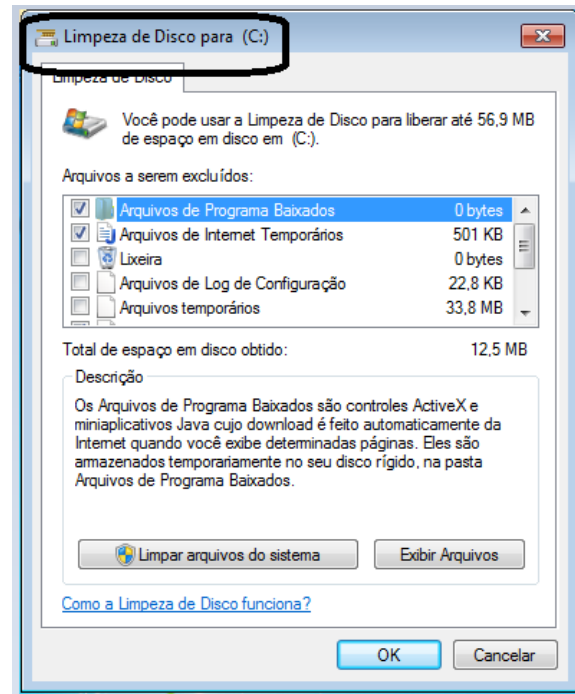 Limpeza de Disco para (C:)
Limpeza de Disco
Você pode usar a Limpeza de Disco para liberar até 56,9 MB
de espaço em disco em (C:).
Arquivos a serem excluídos:
Arquivos de Programa Baixados 0 bytes
Arquivos de Internet Temporários 501 KB
Lixeira 0 bytes
Arquivos de Log de Configuração 22,8 KB
Arquivos temporários 33,8 MB
Total de espaço em disco obtido: 12,5 MB
Descrição
Os Arquivos de Programa Baixados são controles ActiveX e
miniaplicativos Java cujo download é feito automaticamente da
Internet quando você exibe determinadas páginas. Eles são
armazenados temporariamente no seu disco rígido, na pasta
Arquivos de Programa Baixados.
Limpar arquivos do sistema Exibir Arquivos
Como a Limpeza de Disco funciona?
OK Cancelar